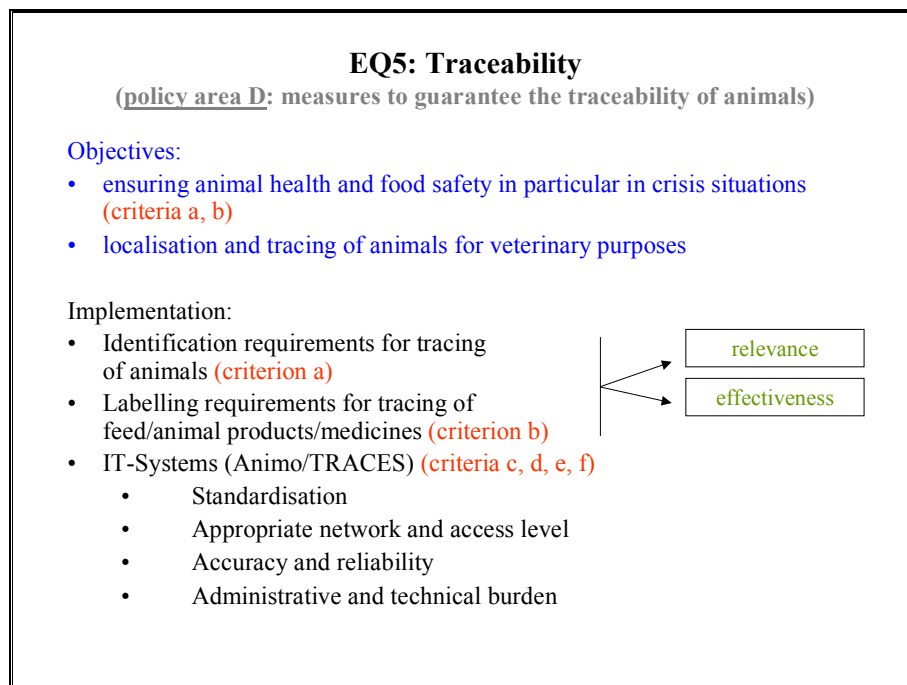 EQ5: Traceability
(policy area D: measures to guarantee the traceability of animals)
Objectives:
• ensuring animal health and food safety in particular in crisis situations
(criteria a, b)
• localisation and tracing of animals for veterinary purposes
Implementation:
• Identification requirements for tracing
of animals (criterion a)
• Labelling requirements for tracing of
feed/animal products/medicines (criterion b)
• IT-Systems (Animo/TRACES) (criteria c, d, e, f)
• Standardisation
• Appropriate network and access level
• Accuracy and reliability
• Administrative and technical burden
relevance
effectiveness